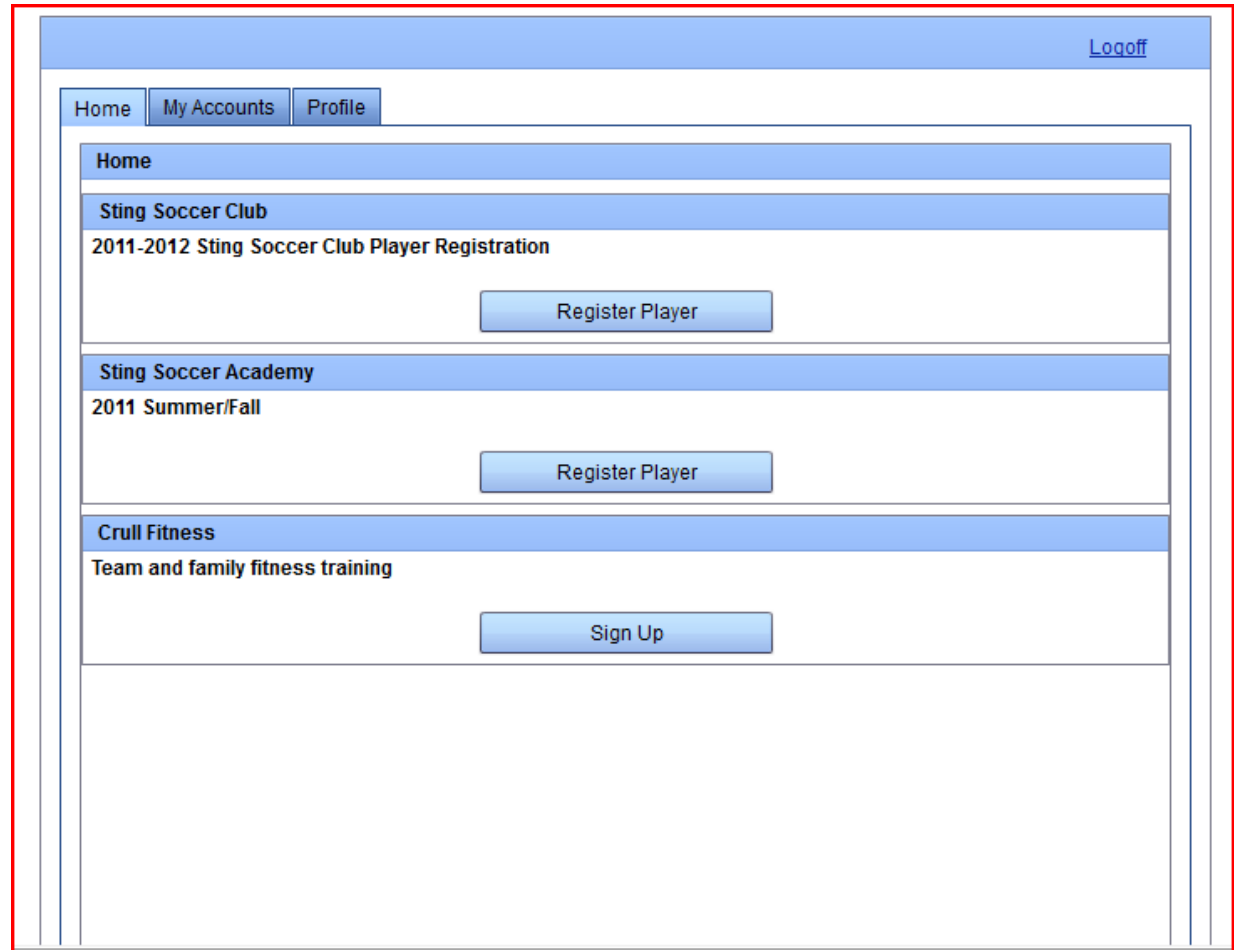 Logoff
Home My Accounts Profile
Home
Sting Soccer Club
2011-2012 Sting Soccer Club Player Registration
Register Player
Sting Soccer Academy
2011 Summer/Fall
Register Player
Crull Fitness
Team and family fitness training
Sign Up